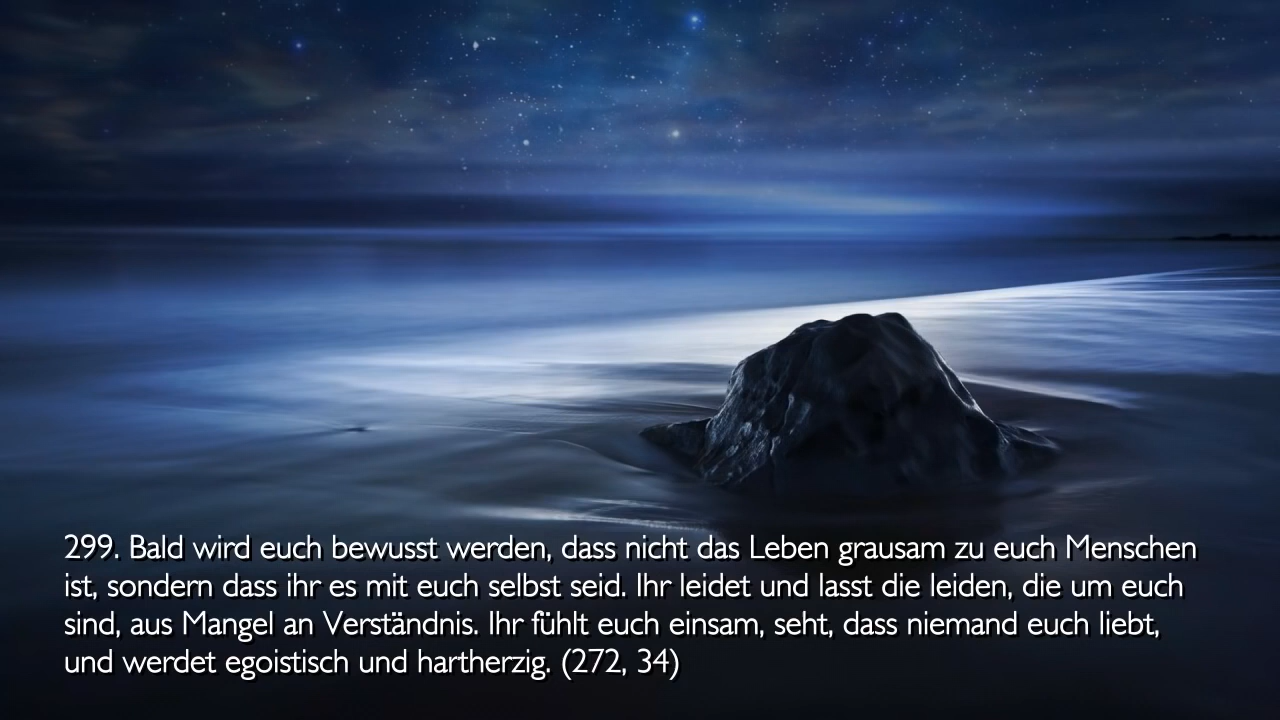 299. Bald wird euch bewusst werden, dass nicht das Leben grausam zu euch Menschen
ist, sondern dass ihr es mit euch selbst seid. Ihr leidet und lasst die leiden, die um euch
sind, aus Mangel an Verständnis. Ihr fühlt euch einsam, seht, dass niemand euch liebt,
und werdet egoistisch und hartherzig. (272, 34)